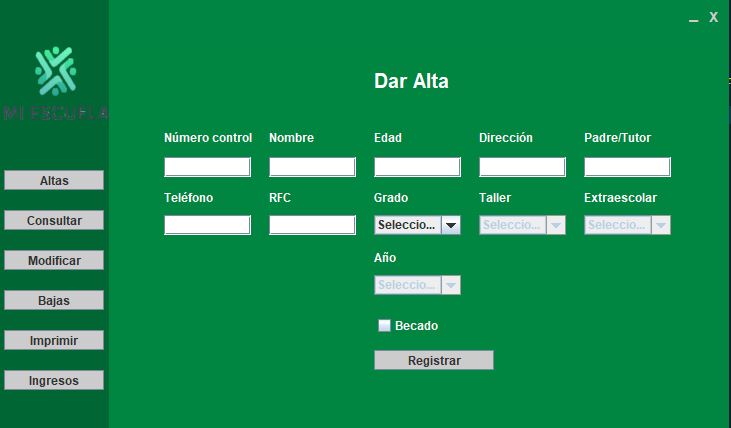 _ X
MI ESCUELA
Dar Alta
Número control Nombre Edad Dirección Padre/Tutor
Altas
Teléfono RFC Grado Taller Extraescolar
Consultar
Seleccio... Seleccio... Seleccio...
Modificar
Año
Seleccio...
Bajas
Becado
Imprimir
Registrar
Ingresos